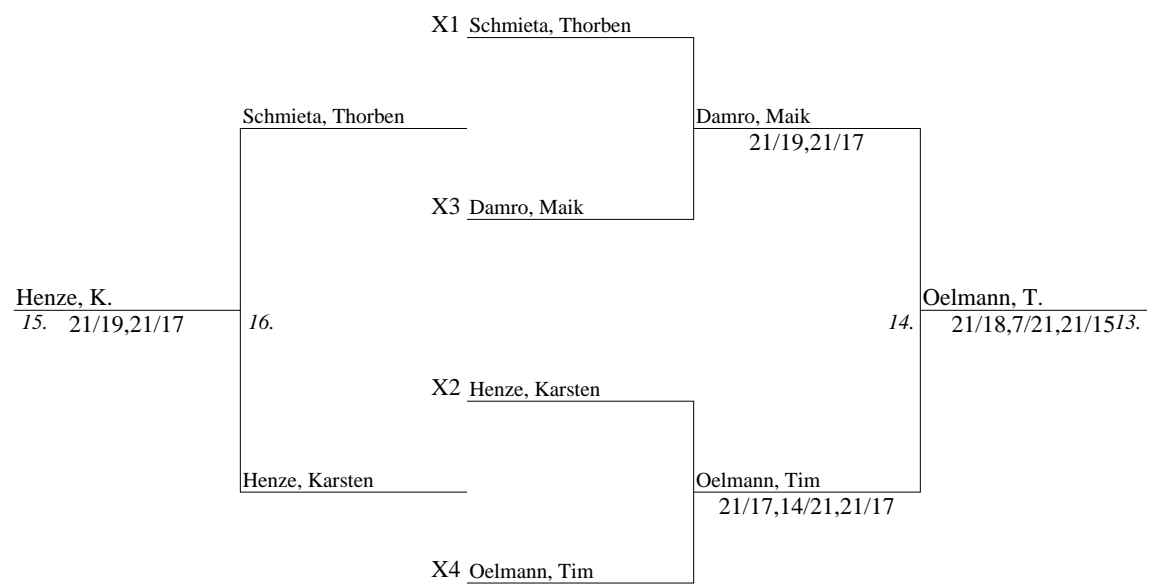 X1 Schmieta, Thorben
Schmieta, Thorben
Damro, Maik
21/19,21/17
X3 Damro, Maik
Henze, K.
Oelmann, T.
15. 21/19,21/17
16.
14.
21/18,7/21,21/15 13.
X2 Henze, Karsten
Henze, Karsten
Oelmann, Tim
21/17,14/21,21/17
X4 Oelmann, Tim